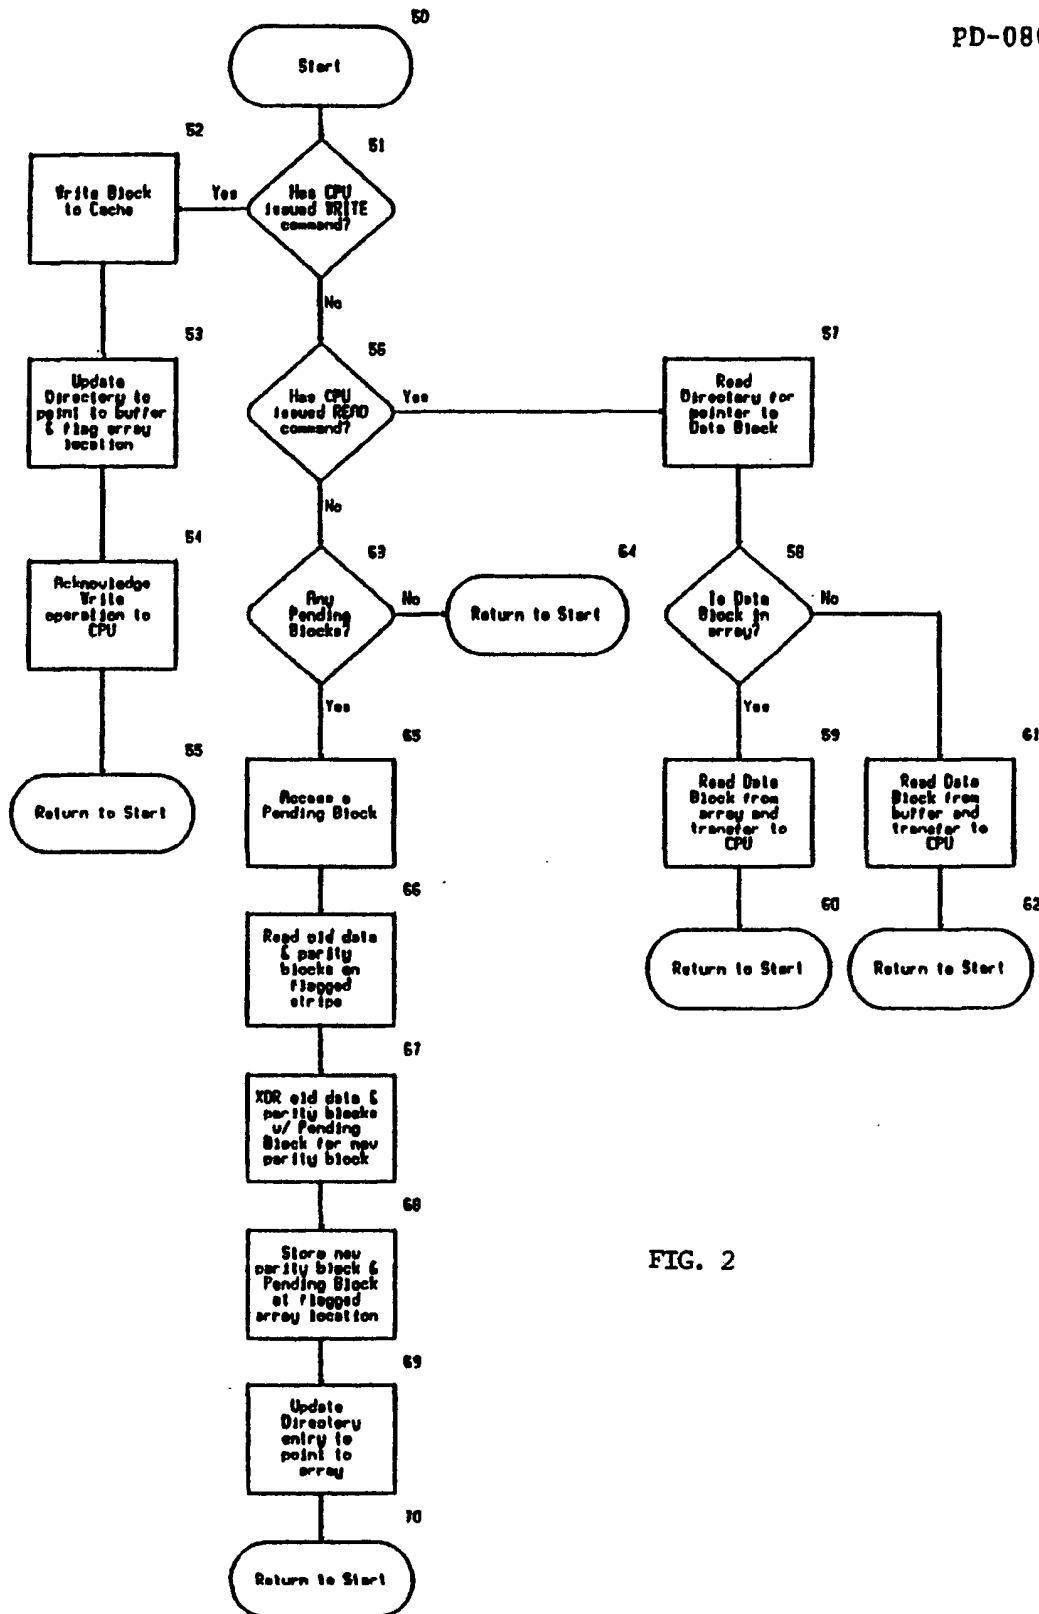 50
PD-080
Start
52
51
Write Block
to Cache
Yes
Has CPU
issued WRITE
command?
No
53
56
57
Update
Directory to
point to buffer
& flag array
location
Has CPU
issued READ
command?
Yes
Read
Directory for
pointer to
Data Block
No
54
63
64
58
Acknowledge
Write
operation to
CPU
Any
Pending
Blocks?
No
Return to Start
Is Data
Block in
array?
No
Yes
Yes
55
65
59
61
Return to Start
Access a
Pending Block
Read Data
Block from
array and
transfer to
CPU
Read Data
Block from
buffer and
transfer to
CPU
66
60
62
Read old data
& parity
blocks on
flagged
stripe
Return to Start
Return to Start
67
XOR old data &
parity blocks
w/ Pending
Block for new
parity block
68
Store new
parity block &
Pending Block
at flagged
array location
FIG. 2
69
Update
Directory
entry to
point to
array
70
Return to Start